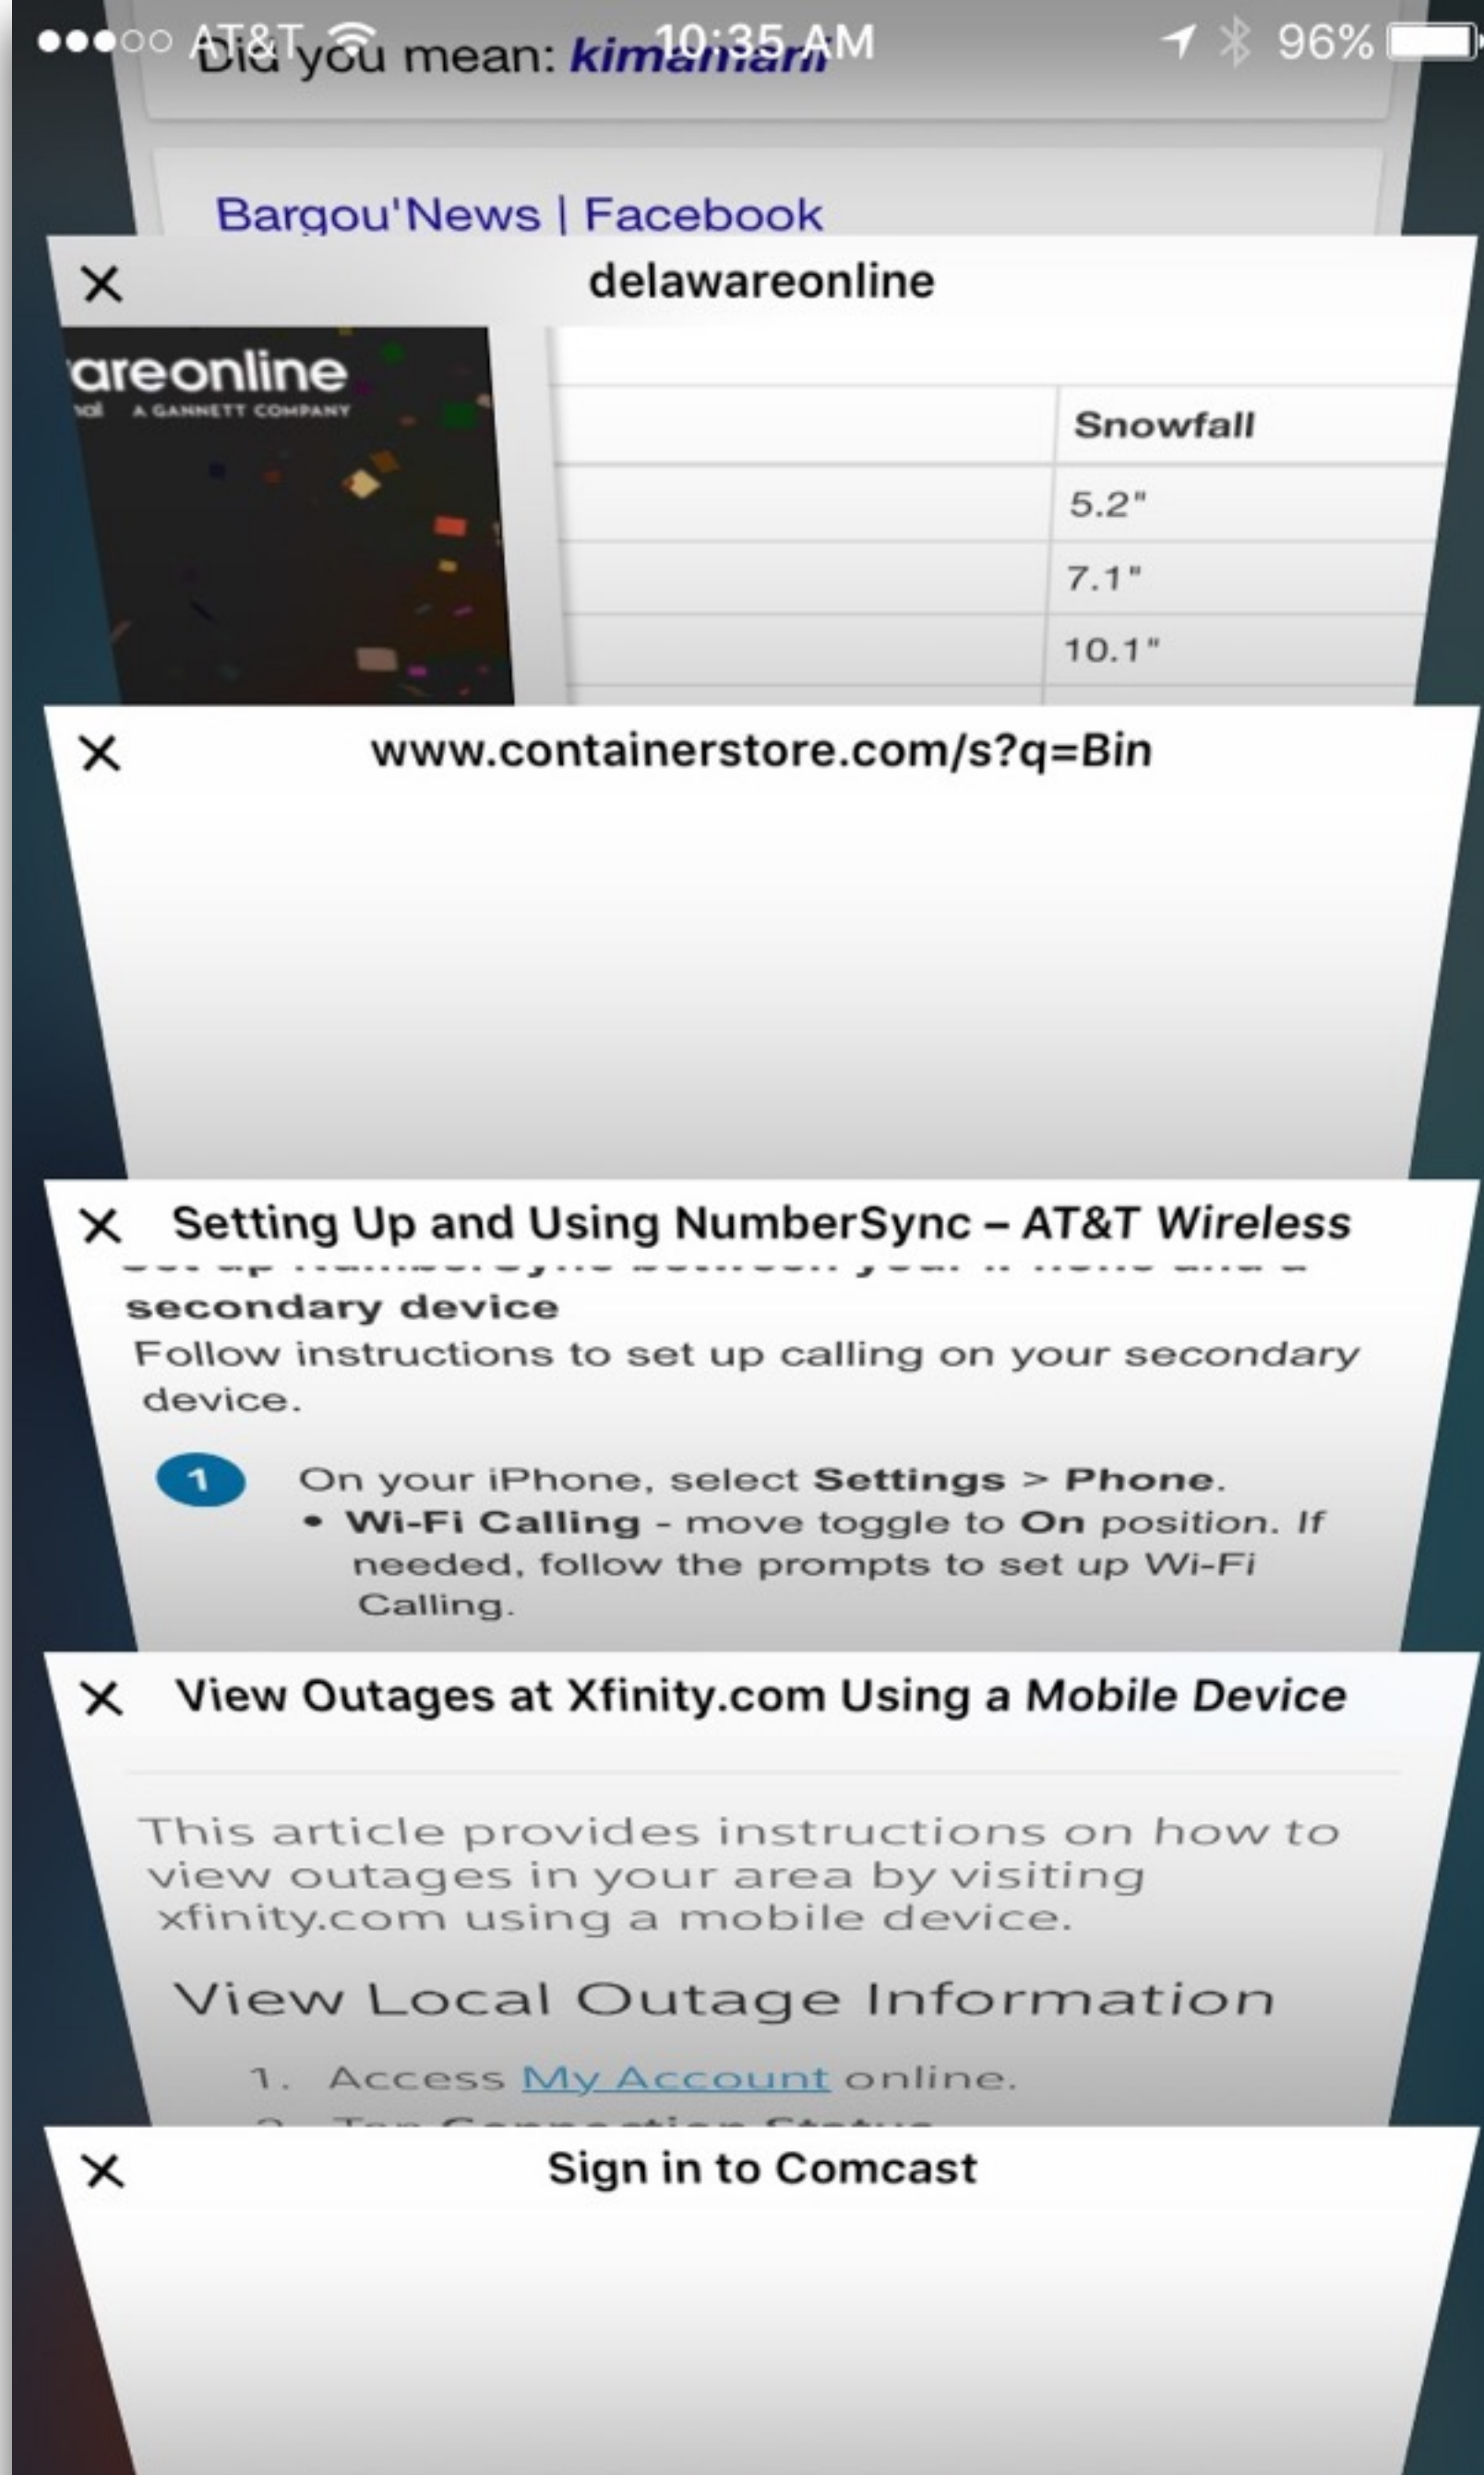 AT&T 10:35 AM 96%
Did you mean: kimamarii
Bargou'News | Facebook
delawareonline
areonline
nal A GANNETT COMPANY
Snowfall
5.2"
7.1"
10.1"
www.containerstore.com/s?q=Bin
Setting Up and Using NumberSync – AT&T Wireless
secondary device
Follow instructions to set up calling on your secondary
device.
1 On your iPhone, select Settings > Phone.
• Wi-Fi Calling - move toggle to On position. If
needed, follow the prompts to set up Wi-Fi
Calling.
View Outages at Xfinity.com Using a Mobile Device
This article provides instructions on how to
view outages in your area by visiting
xfinity.com using a mobile device.
View Local Outage Information
1. Access My Account online.
Sign in to Comcast